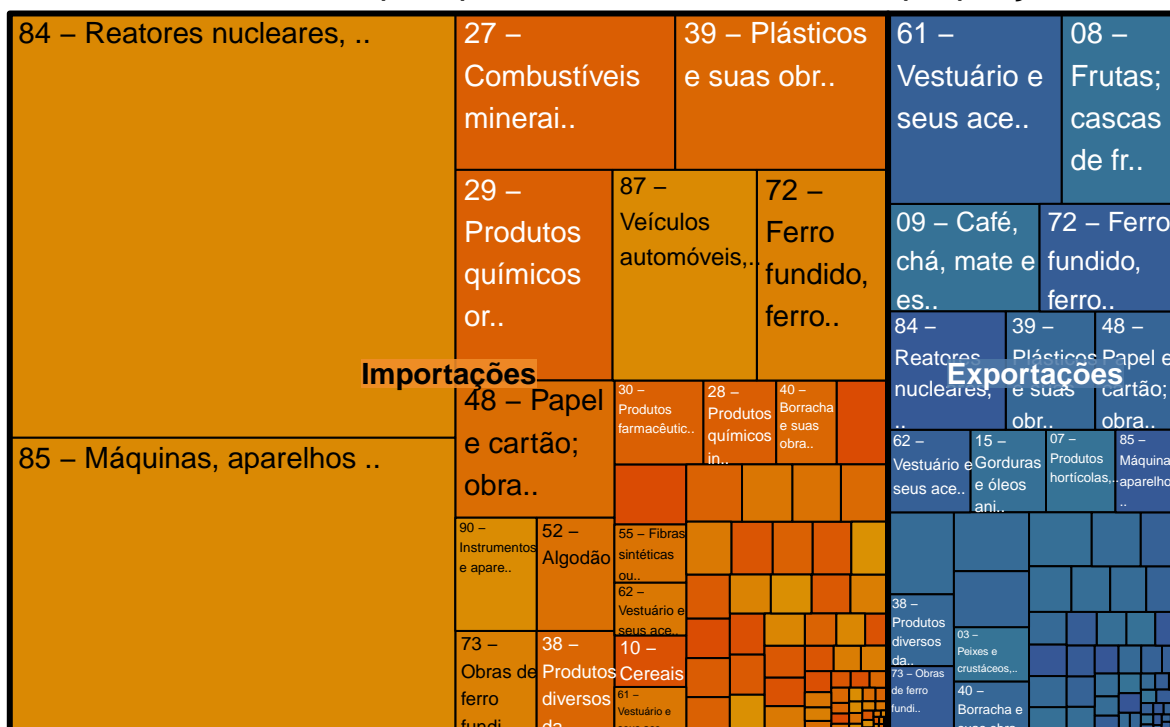 84 – Reatores nucleares, ..
27 –
Combustíveis
minerai..
39 – Plásticos
e suas obr..
61 –
Vestuário e
seus ace..
08 –
Frutas;
cascas
de fr..
29 –
Produtos
químicos
or..
87 –
Veículos
automóveis,..
72 –
Ferro
fundido,
ferro..
09 – Café,
chá, mate e
es..
72 – Ferro
fundido,
ferro..
84 –
Reatores
nucleares,
..
39 –
Plásticos
e suas
obr..
48 –
Papel e
cartão;
obra..
Importações
Exportações
48 – Papel
e cartão;
obra..
30 –
Produtos
farmacêutic..
28 –
Produtos
químicos
in..
40 –
Borracha
e suas
obra..
85 – Máquinas, aparelhos ..
62 –
Vestuário e
seus ace..
15 –
Gorduras
e óleos
ani..
07 –
Produtos
hortícolas,..
85 –
Máquina
aparelho
..
90 –
Instrumentos
e apare..
52 –
Algodão
55 – Fibras
sintéticas
ou..
62 –
Vestuário e
seus ace..
38 –
Produtos
diversos
da..
03 –
Peixes e
crustáceos,..
73 –
Obras de
ferro
fundi..
38 –
Produtos
diversos
da..
10 –
Cereais
61 –
Vestuário e
73 – Obras
de ferro
fundi..
40 –
Borracha e